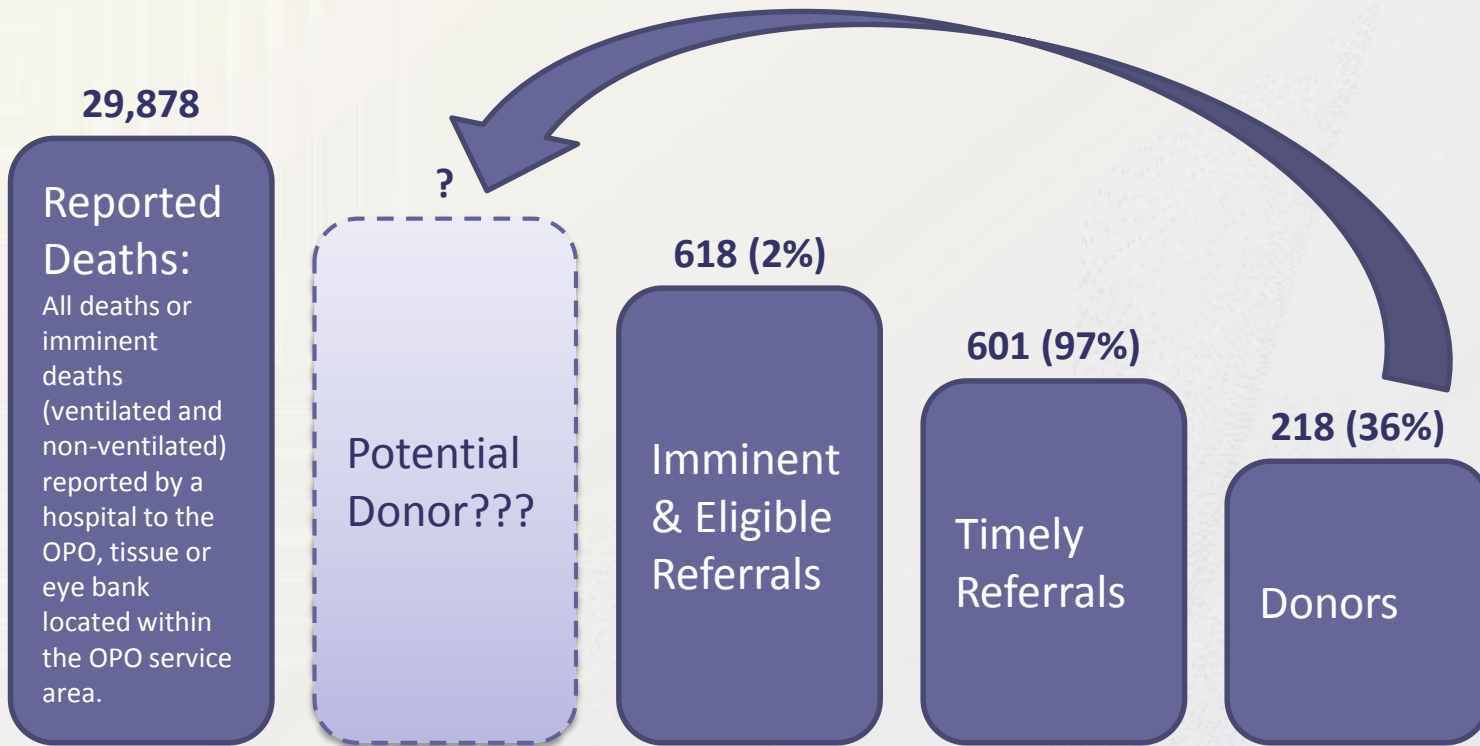 29,878
Reported
Deaths:
All deaths or
imminent
deaths
(ventilated and
non-ventilated)
reported by a
hospital to the
OPO, tissue or
eye bank
located within
the OPO service
area.
?
Potential
Donor???
618 (2%)
Imminent
& Eligible
Referrals
601 (97%)
Timely
Referrals
218 (36%)
Donors